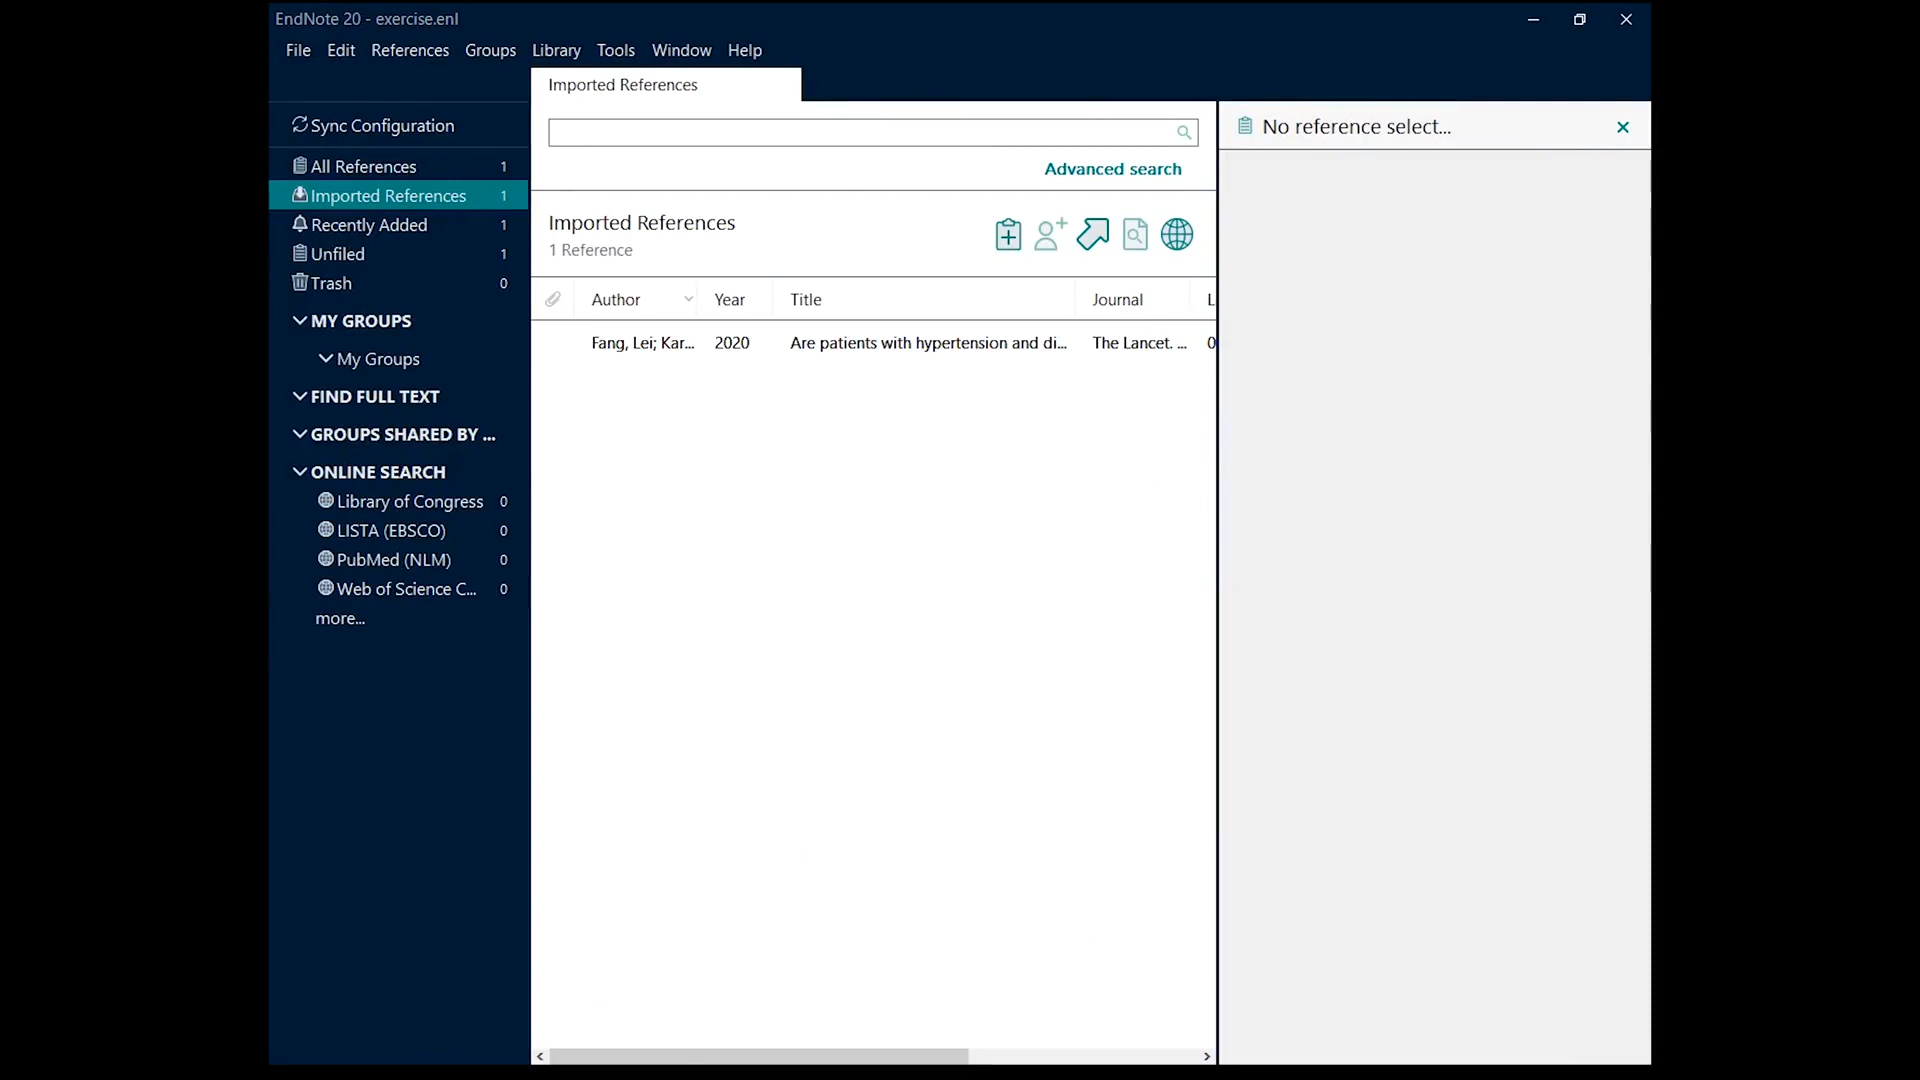 EndNote 20 - exercise.enl
File Edit References Groups Library Tools Window Help
Imported References
Sync Configuration
All References 1
Imported References 1
Recently Added 1
Unfiled 1
Trash 0
MY GROUPS
My Groups
FIND FULL TEXT
GROUPS SHARED BY ...
ONLINE SEARCH
Library of Congress 0
LISTA (EBSCO) 0
PubMed (NLM) 0
Web of Science C... 0
more...
Advanced search
Imported References
1 Reference
Author Year Title Journal L
Fang, Lei; Kar... 2020 Are patients with hypertension and di... The Lancet. ... 0
No reference select...